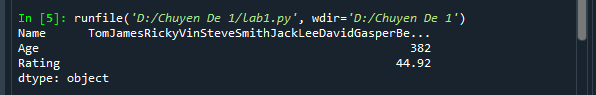 In [5]: runfile('D:/Chuyen De 1/lab1.py', wdir='D:/Chuyen De 1')
Name      TomJamesRickyVinSteveSmithJackLeeDavidGasperBe...
Age                                                     382
Rating                                                44.92
dtype: object